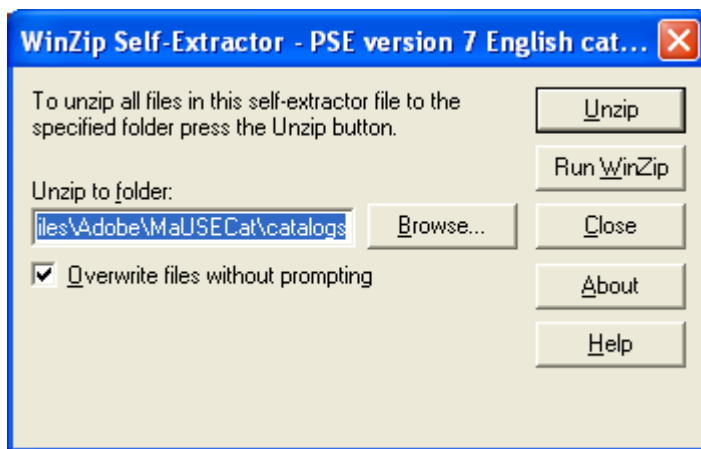 WinZip Self-Extractor - PSE version 7 English cat...
To unzip all files in this self-extractor file to the
specified folder press the Unzip button.
Unzip
Run WinZip
Unzip to folder:
iles\Adobe\MaUSECat\catalogs
Browse...
Close
Overwrite files without prompting
About
Help